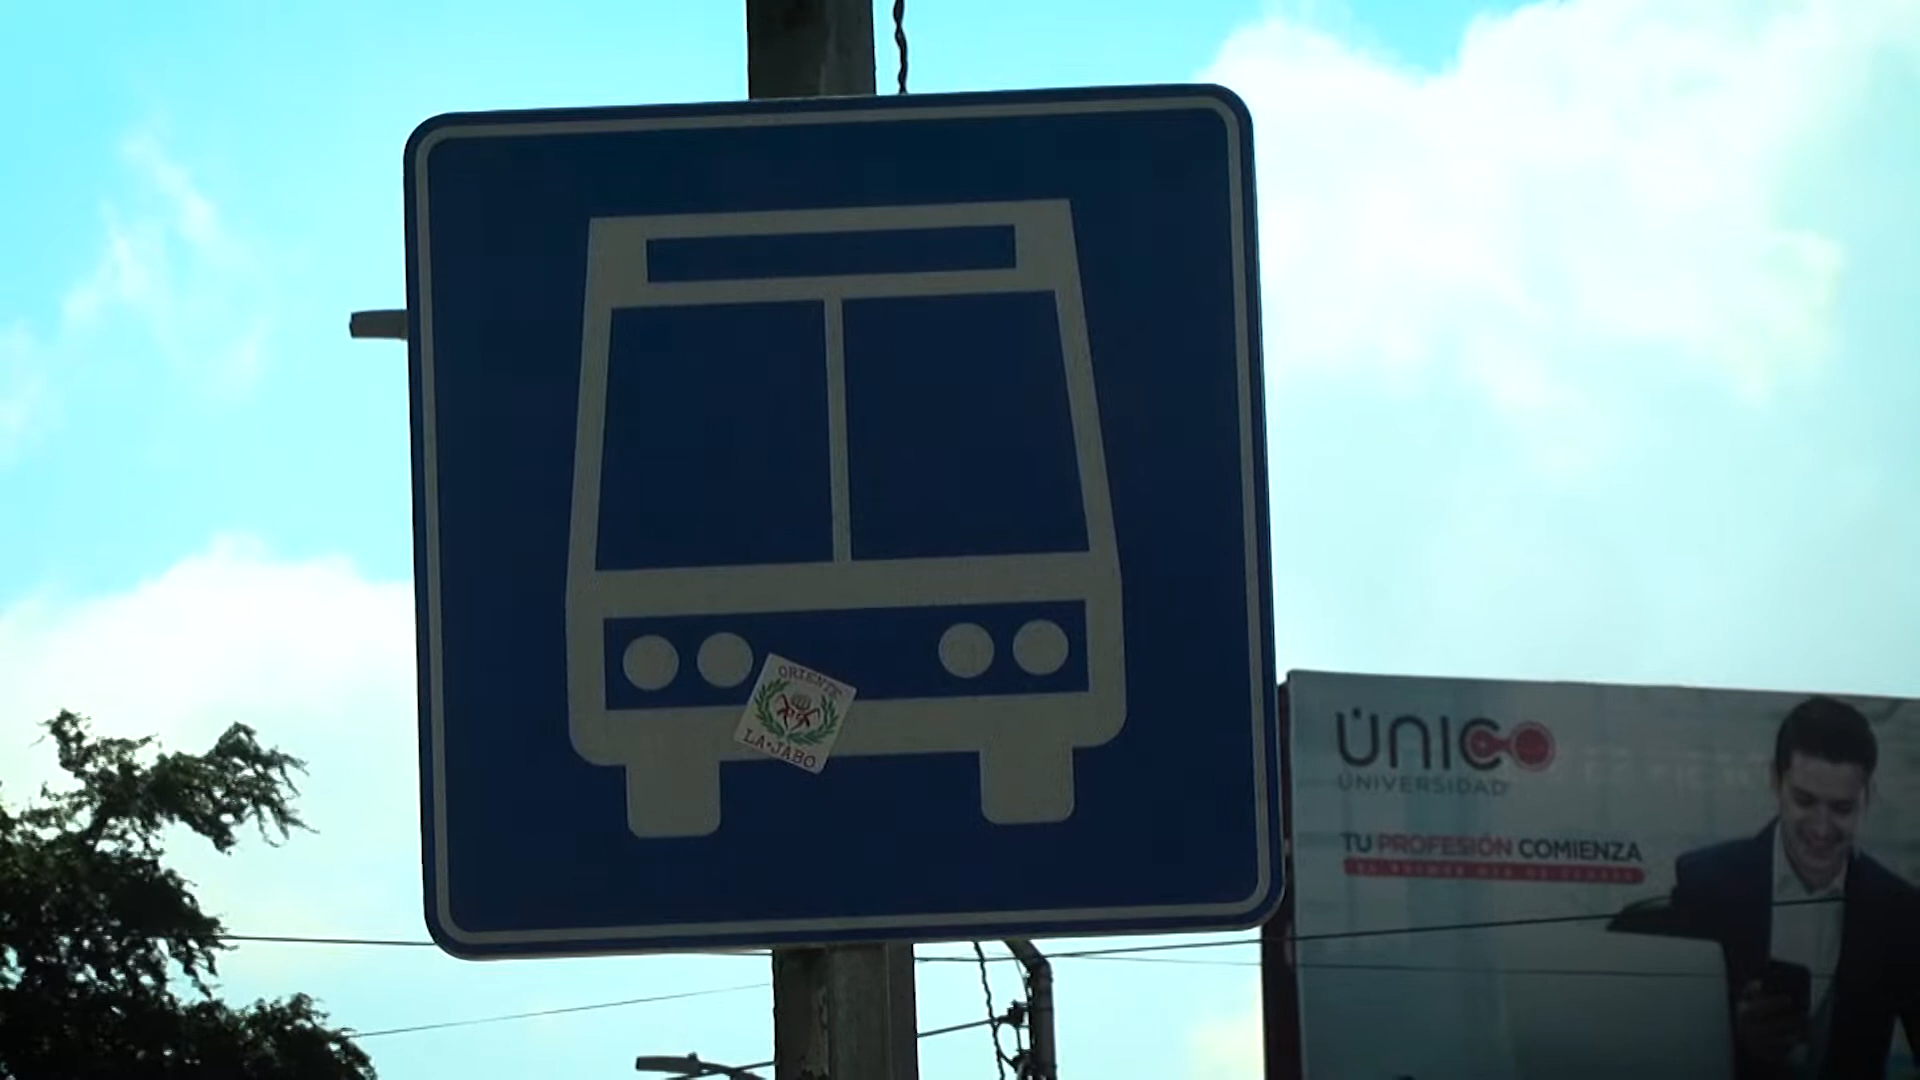 ORIENTE
LA•JABO
ÚNICO
UNIVERSIDAD
TU PROFESIÓN COMIENZA